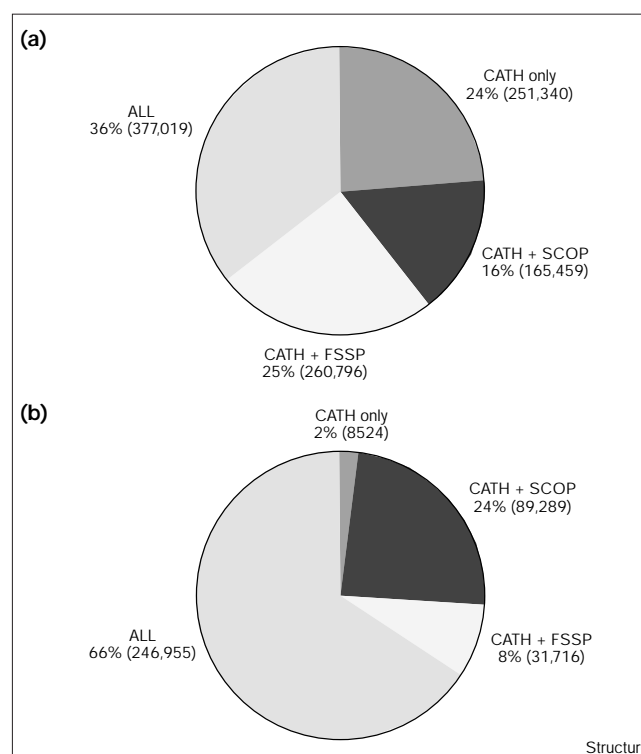 (a)
CATH only
24% (251,340)
ALL
36% (377,019)
CATH + SCOP
16% (165,459)
CATH + FSSP
25% (260,796)
(b)
CATH only
2% (8524)
CATH + SCOP
24% (89,289)
ALL
66% (246,955)
CATH + FSSP
8% (31,716)
Structur